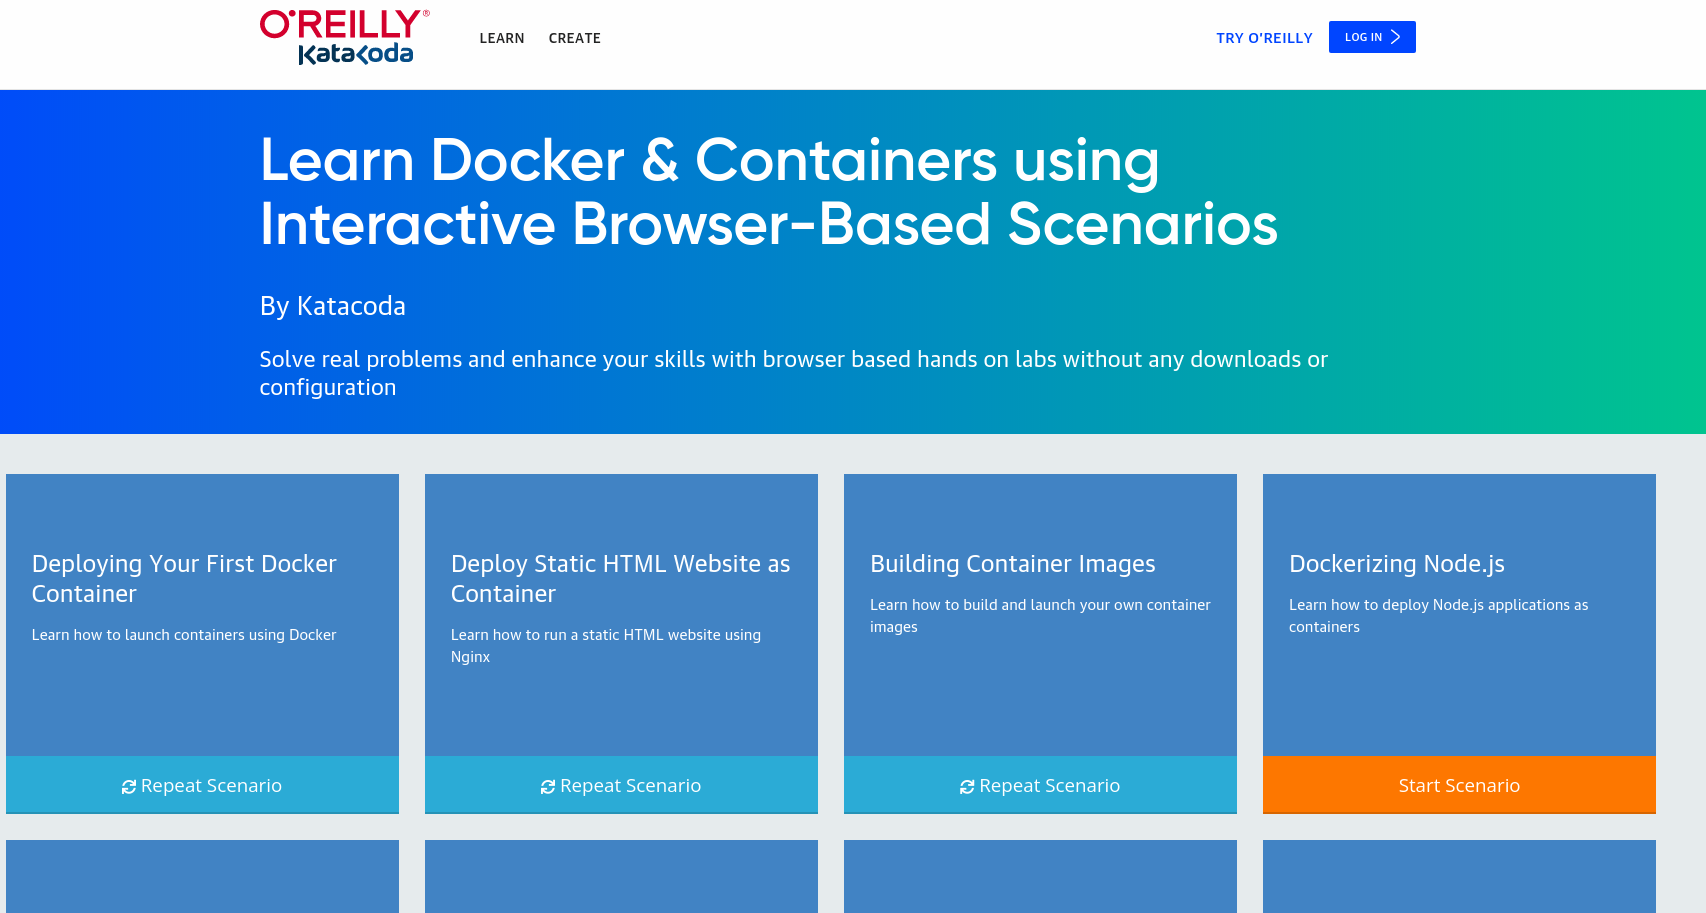 O'REILLY®
Katacoda
LEARN CREATE
TRY O'REILLY LOG IN
Learn Docker & Containers using
Interactive Browser-Based Scenarios
By Katacoda
Solve real problems and enhance your skills with browser based hands on labs without any downloads or
configuration
Deploying Your First Docker
Container
Learn how to launch containers using Docker
Repeat Scenario
Deploy Static HTML Website as
Container
Learn how to run a static HTML website using
Nginx
Repeat Scenario
Building Container Images
Learn how to build and launch your own container
images
Repeat Scenario
Dockerizing Node.js
Learn how to deploy Node.js applications as
containers
Start Scenario